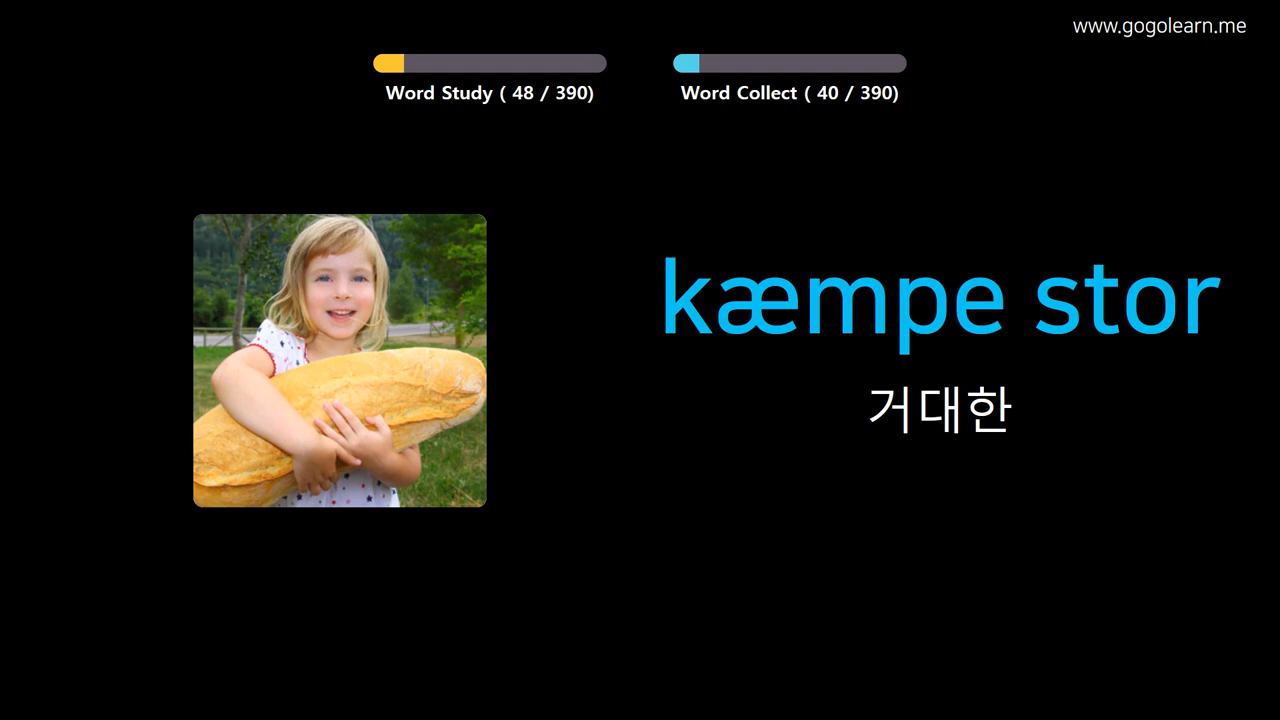 www.gogolearn.me
Word Study ( 48 / 390)
Word Collect ( 40 / 390)
kæmpe stor
거대한